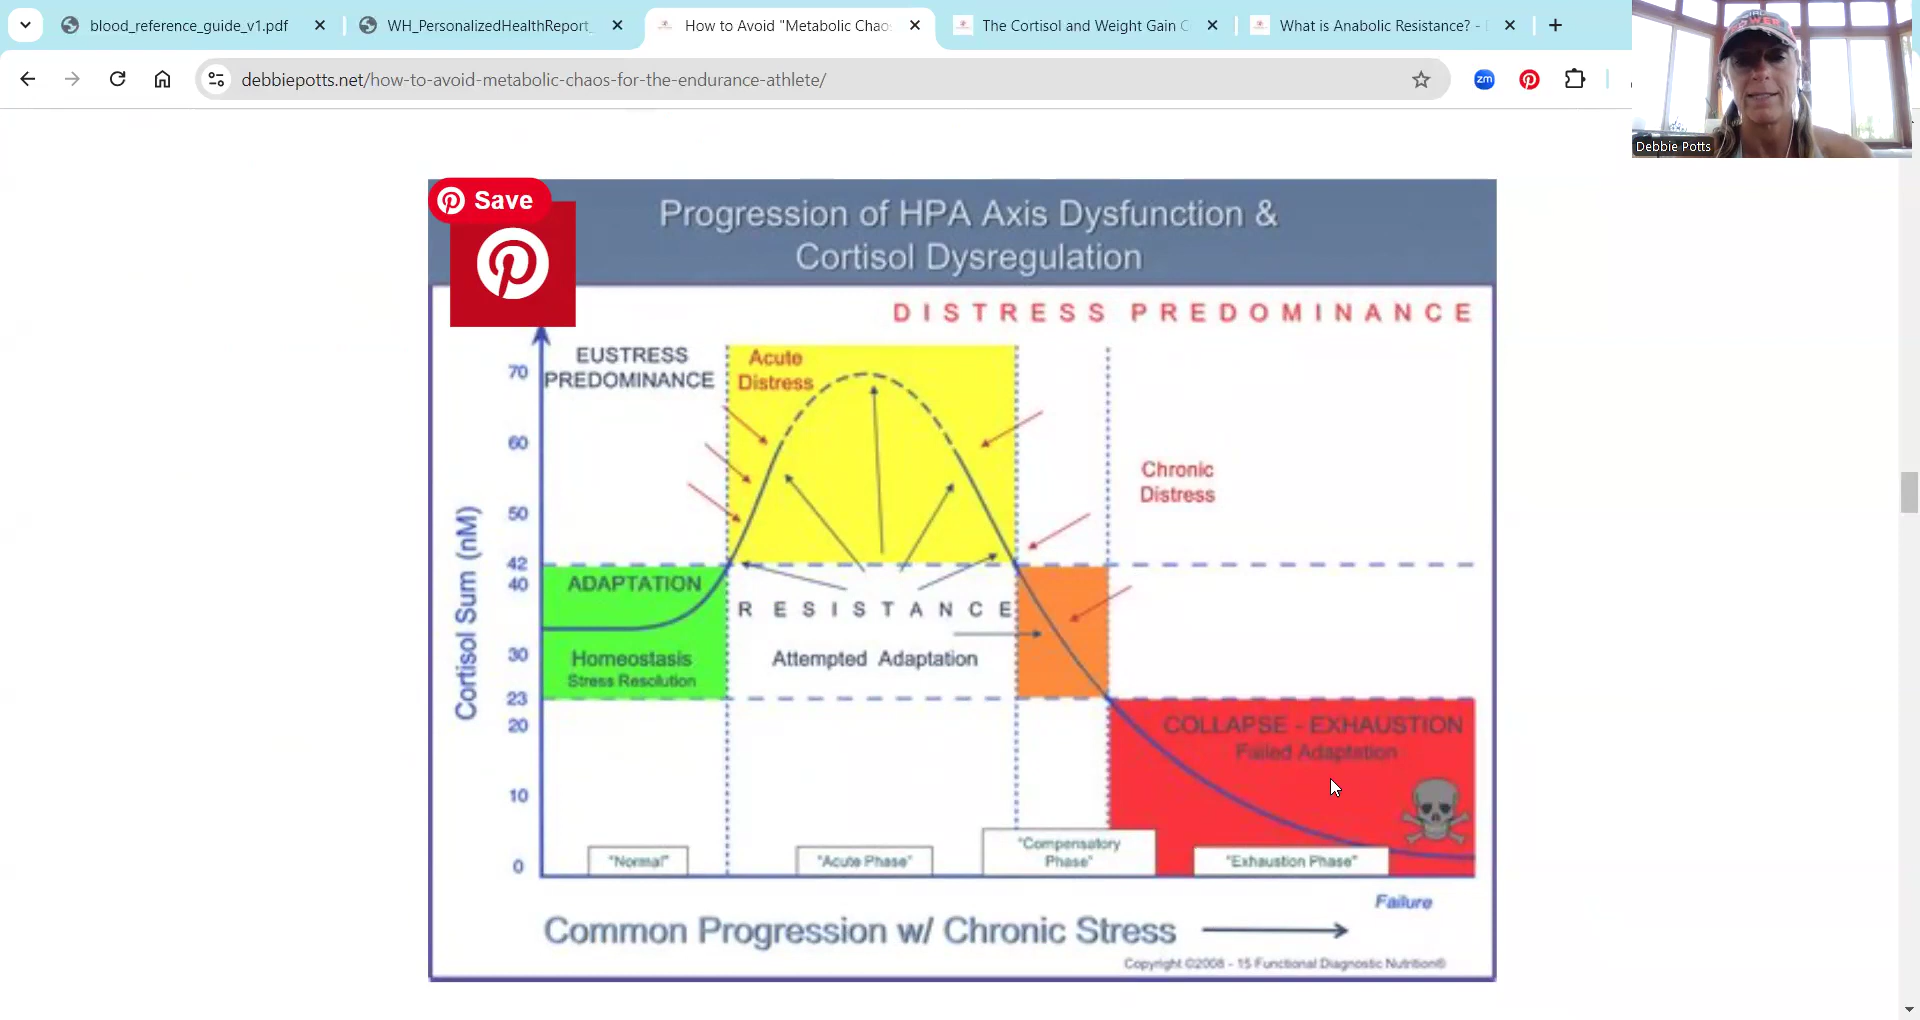 blood_reference_guide_v1.pdf
WH_PersonalizedHealthReport_
How to Avoid "Metabolic Chao
The Cortisol and Weight Gain C
What is Anabolic Resistance? -
debbiepotts.net/how-to-avoid-metabolic-chaos-for-the-endurance-athlete/
zm
Debbie Potts
Save
Progression of HPA Axis Dysfunction &
Cortisol Dysregulation
DISTRESS PREDOMINANCE
EUSTRESS
PREDOMINANCE
Acute
Distress
Chronic
Distress
Cortisol Sum (nM)
70
60
50
42
40
30
23
20
10
0
ADAPTATION
Homeostasis
Stress Resolution
RESISTANCE
Attempted Adaptation
COLLAPSE - EXHAUSTION
Failed Adaptation
"Normal"
"Acute Phase"
"Compensatory
Phase"
"Exhaustion Phase"
Failure
Common Progression w/ Chronic Stress
Copyright ©2008 - 15 Functional Diagnostic Nutrition®